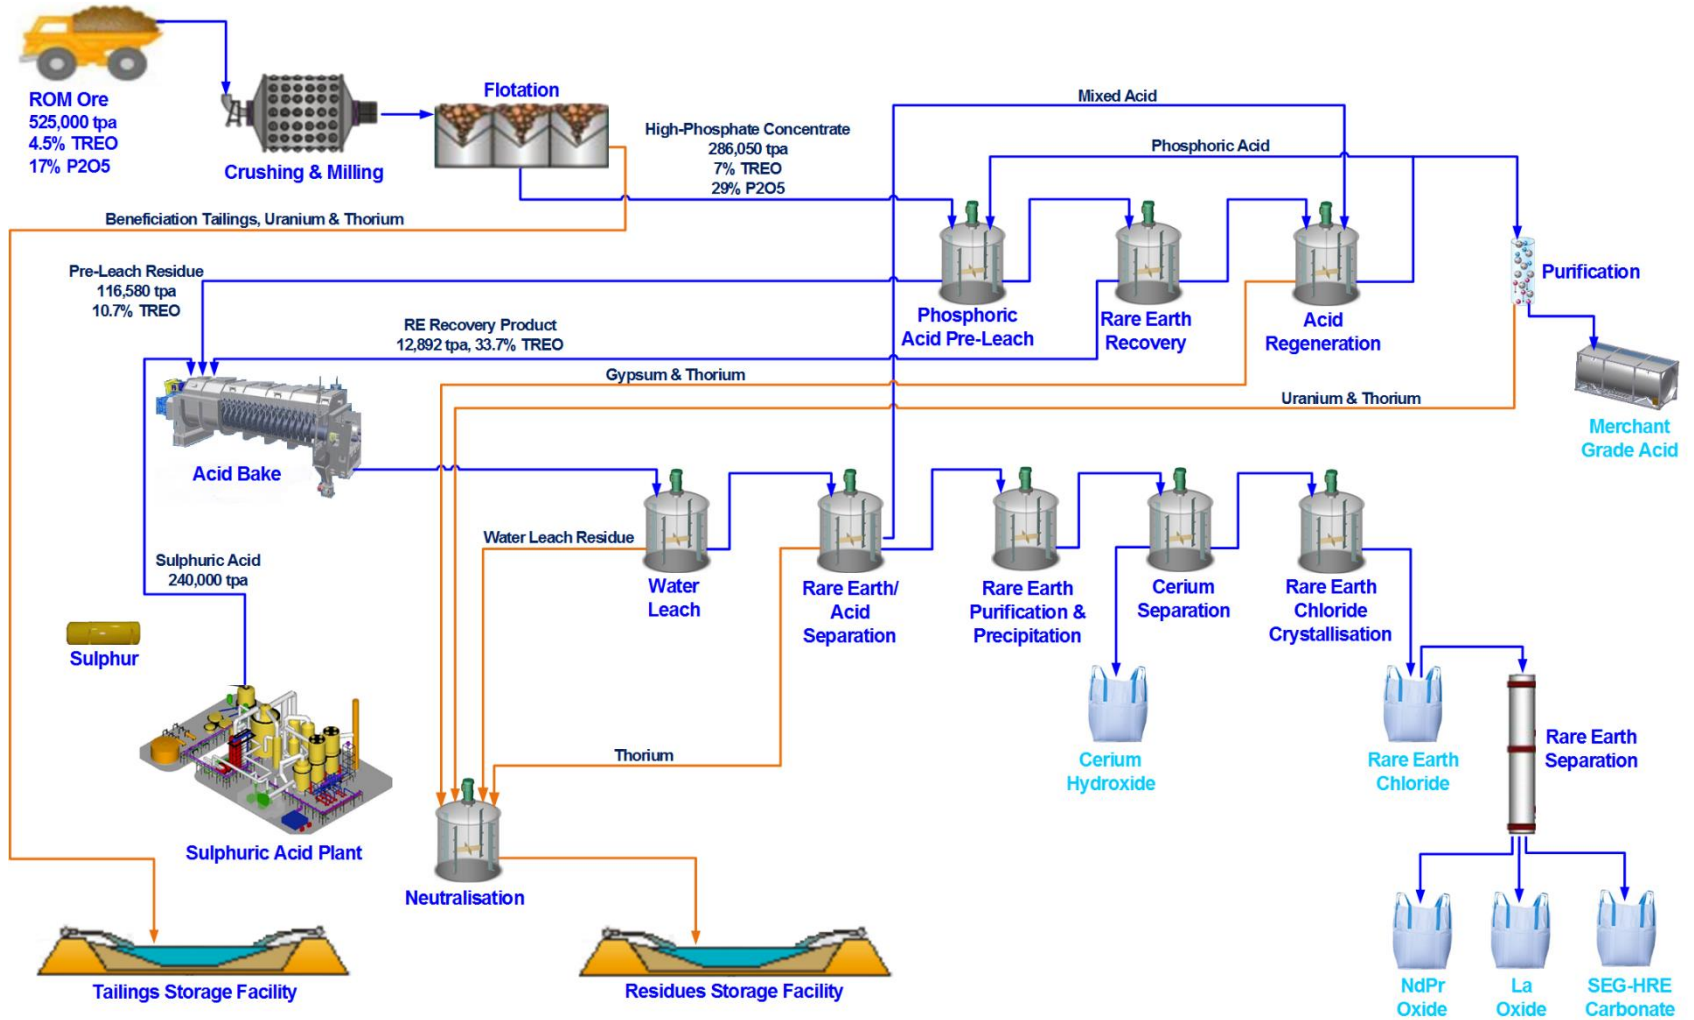 ROM Ore
525,000 tpa
4.5% TREO
17% P2O5
Crushing & Milling
Flotation
High-Phosphate Concentrate
286,050 tpa
7% TREO
29% P2O5
Mixed Acid
Phosphoric Acid
Beneficiation Tailings, Uranium & Thorium
Pre-Leach Residue
116,580 tpa
10.7% TREO
RE Recovery Product
12,892 tpa, 33.7% TREO
Phosphoric
Acid Pre-Leach
Rare Earth
Recovery
Acid
Regeneration
Purification
Gypsum & Thorium
Uranium & Thorium
Merchant
Grade Acid
Acid Bake
Water Leach Residue
Sulphuric Acid
240,000 tpa
Water
Leach
Rare Earth/
Acid
Separation
Rare Earth
Purification &
Precipitation
Cerium
Separation
Rare Earth
Chloride
Crystallisation
Sulphur
Thorium
Cerium
Hydroxide
Rare Earth
Chloride
Rare Earth
Separation
Sulphuric Acid Plant
Neutralisation
Tailings Storage Facility
Residues Storage Facility
NdPr
Oxide
La
Oxide
SEG-HRE
Carbonate